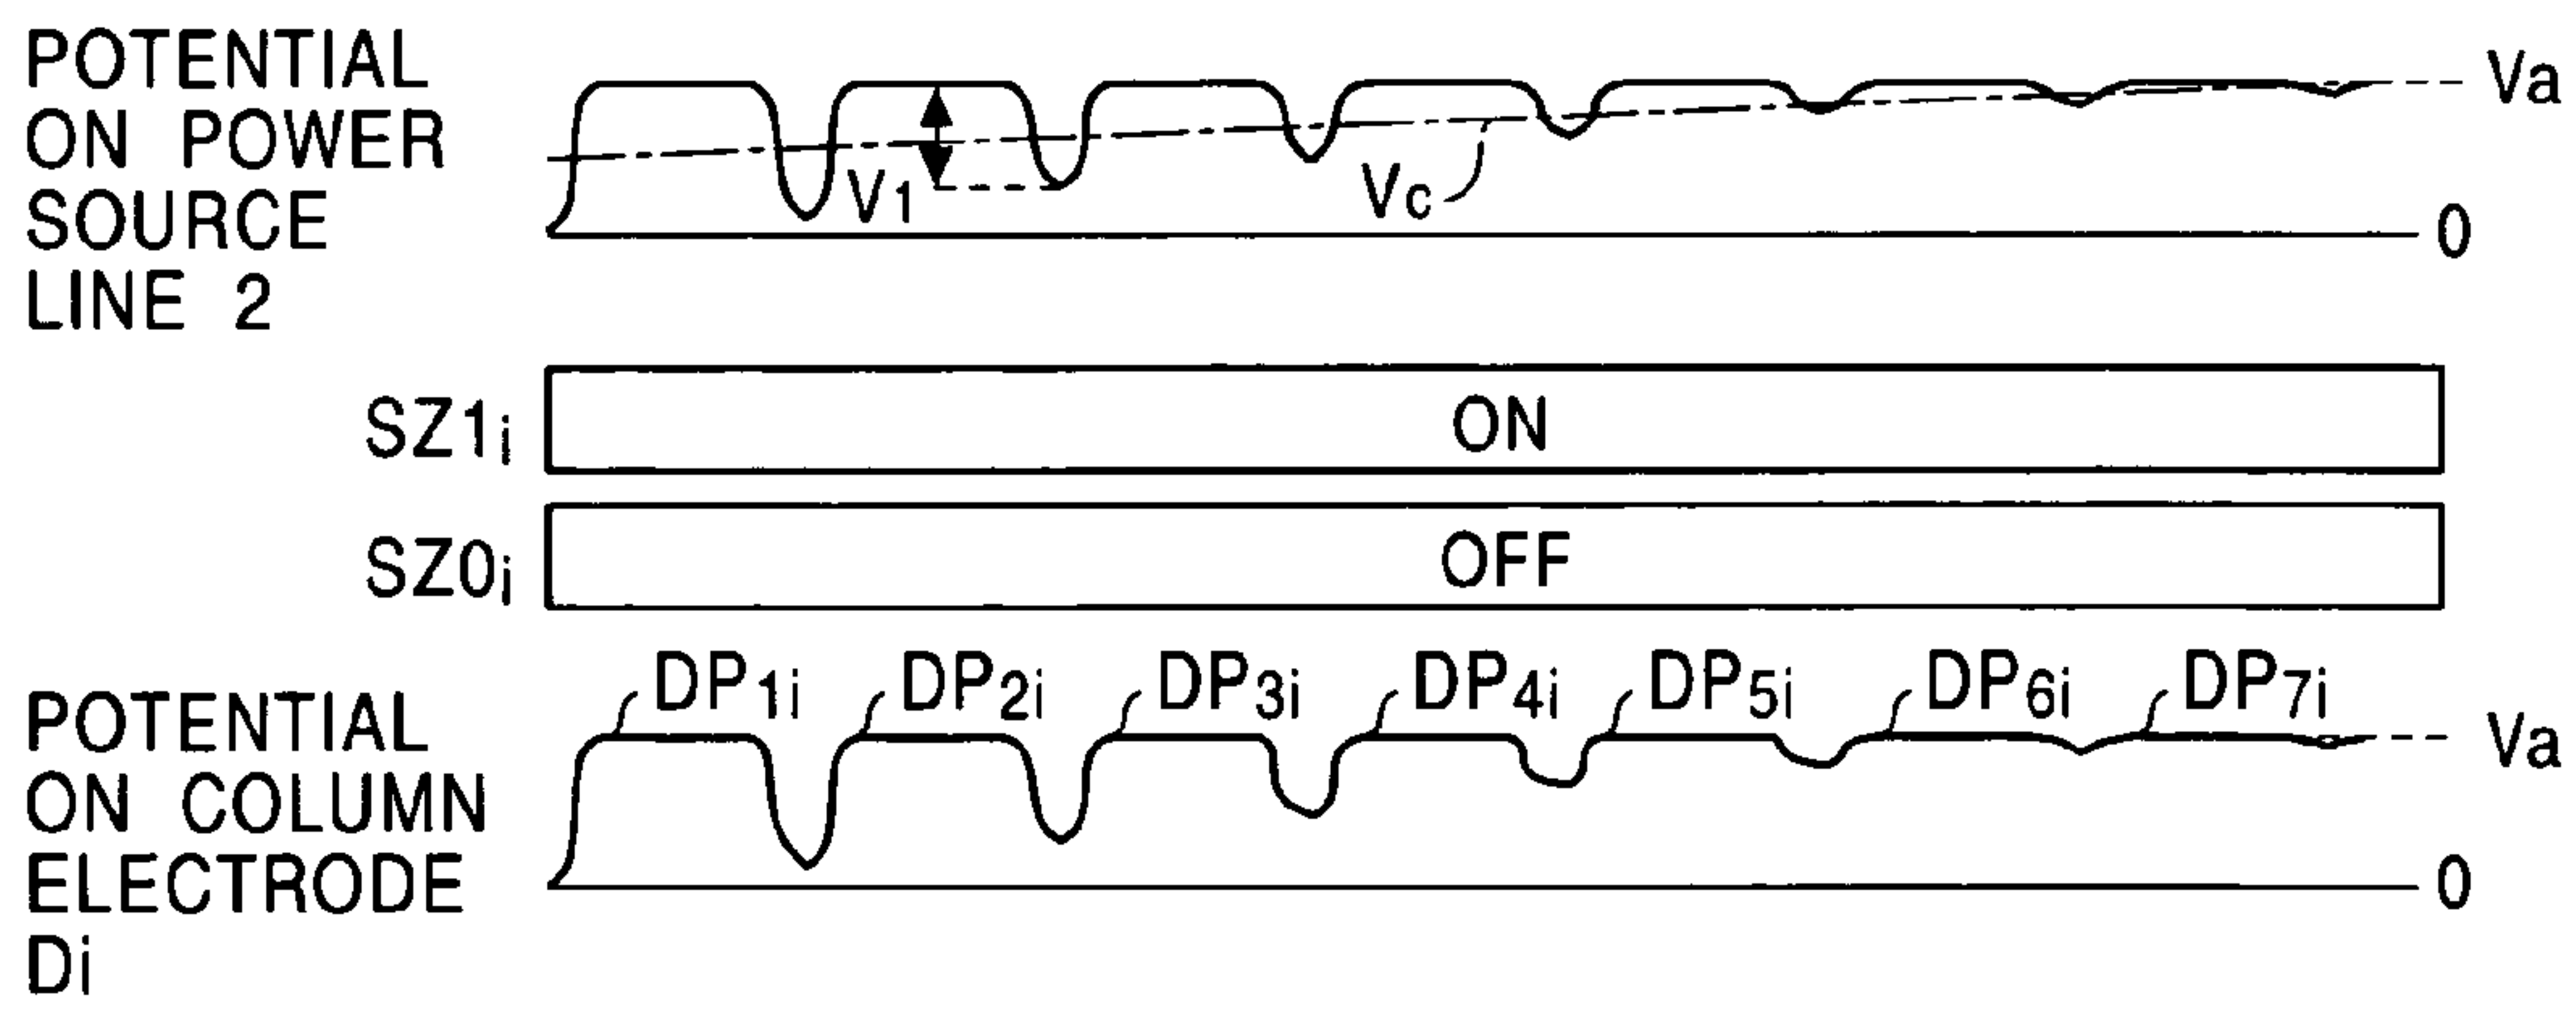 POTENTIAL
ON POWER
SOURCE
LINE 2
Va
V1
Vc
0
SZ1i
ON
SZ0i
OFF
DP1i DP2i DP3i DP4i DP5i DP6i DP7i
POTENTIAL
ON COLUMN
ELECTRODE
Di
Va
0